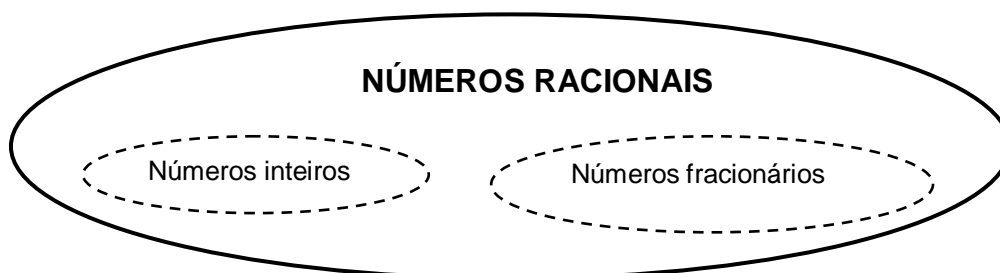 NÚMEROS RACIONAIS
Números inteiros
Números fracionários